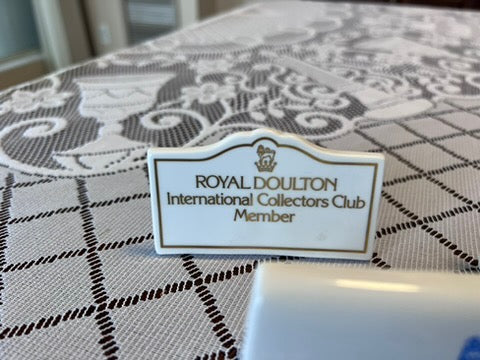 ROYAL DOULTON
International Collectors Club
Member